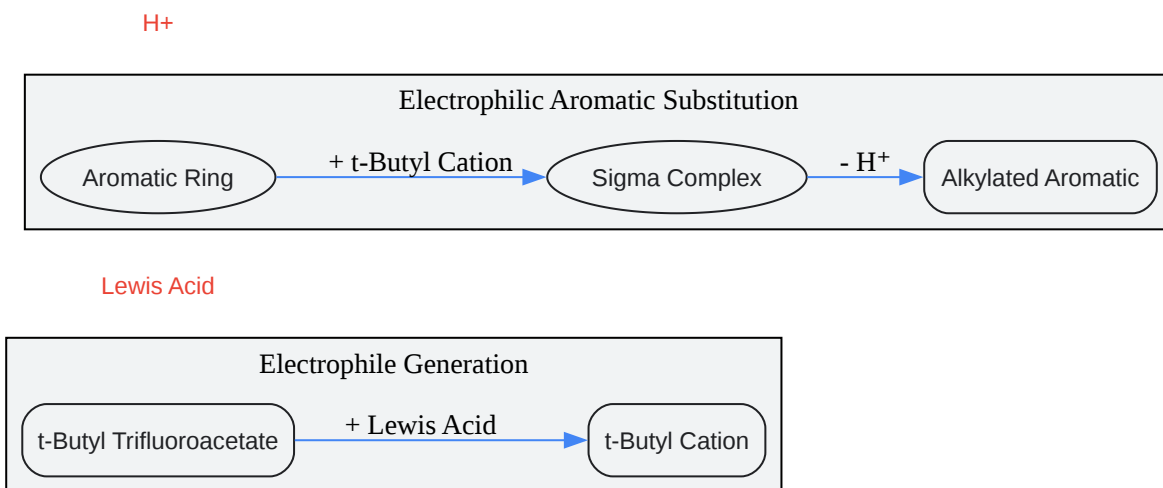 H+
Electrophilic Aromatic Substitution
Aromatic Ring
+ t-Butyl Cation
Sigma Complex
- H⁺
Alkylated Aromatic
Lewis Acid
Electrophile Generation
t-Butyl Trifluoroacetate
+ Lewis Acid
t-Butyl Cation